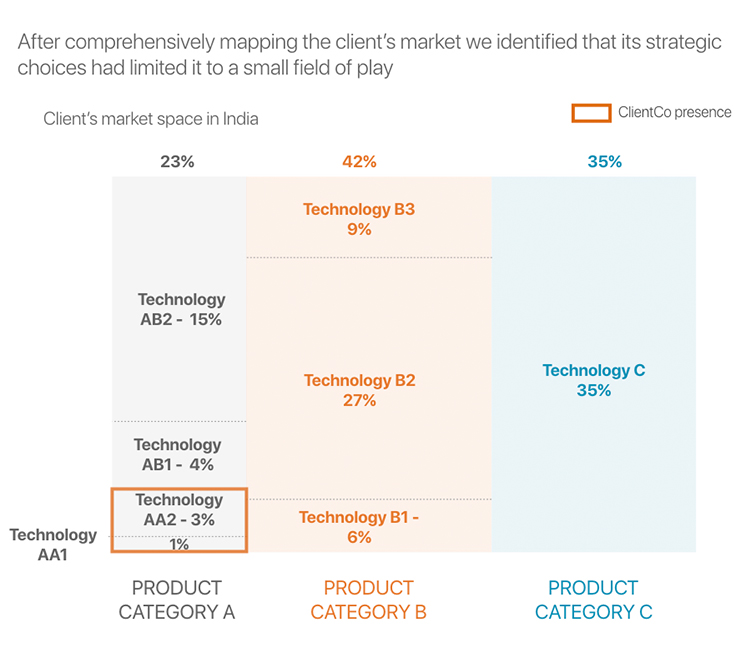 After comprehensively mapping the client's market we identified that its strategic
choices had limited it to a small field of play
Client's market space in India
ClientCo presence
23%
42%
35%
Technology
AB2 - 15%
Technology
AB1 - 4%
Technology
AA2 - 3%
1%
Technology
AA1
Technology B3
9%
Technology B2
27%
Technology B1 -
6%
Technology C
35%
PRODUCT
CATEGORY A
PRODUCT
CATEGORY B
PRODUCT
CATEGORY C